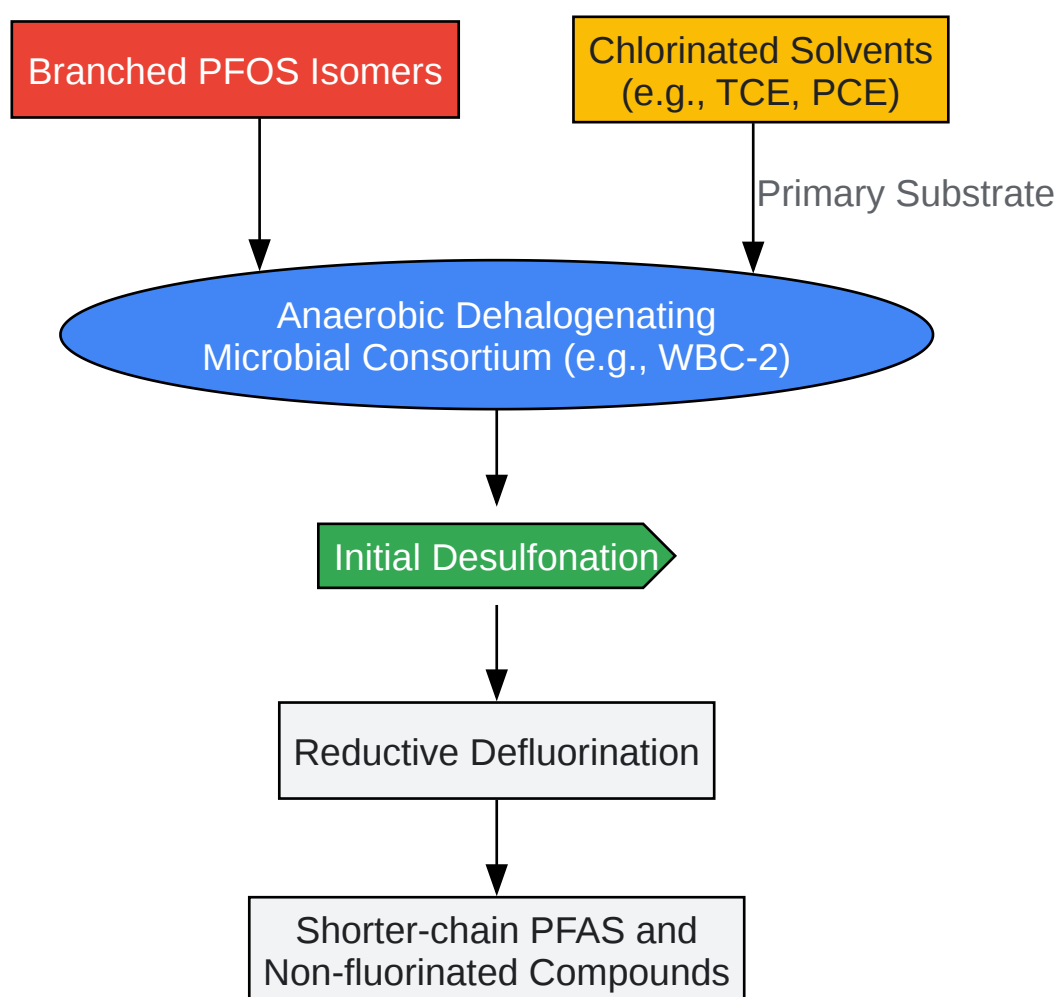 Branched PFOS Isomers
Chlorinated Solvents
(e.g., TCE, PCE)
Primary Substrate
Anaerobic Dehalogenating
Microbial Consortium (e.g., WBC-2)
Initial Desulfonation
Reductive Defluorination
Shorter-chain PFAS and
Non-fluorinated Compounds